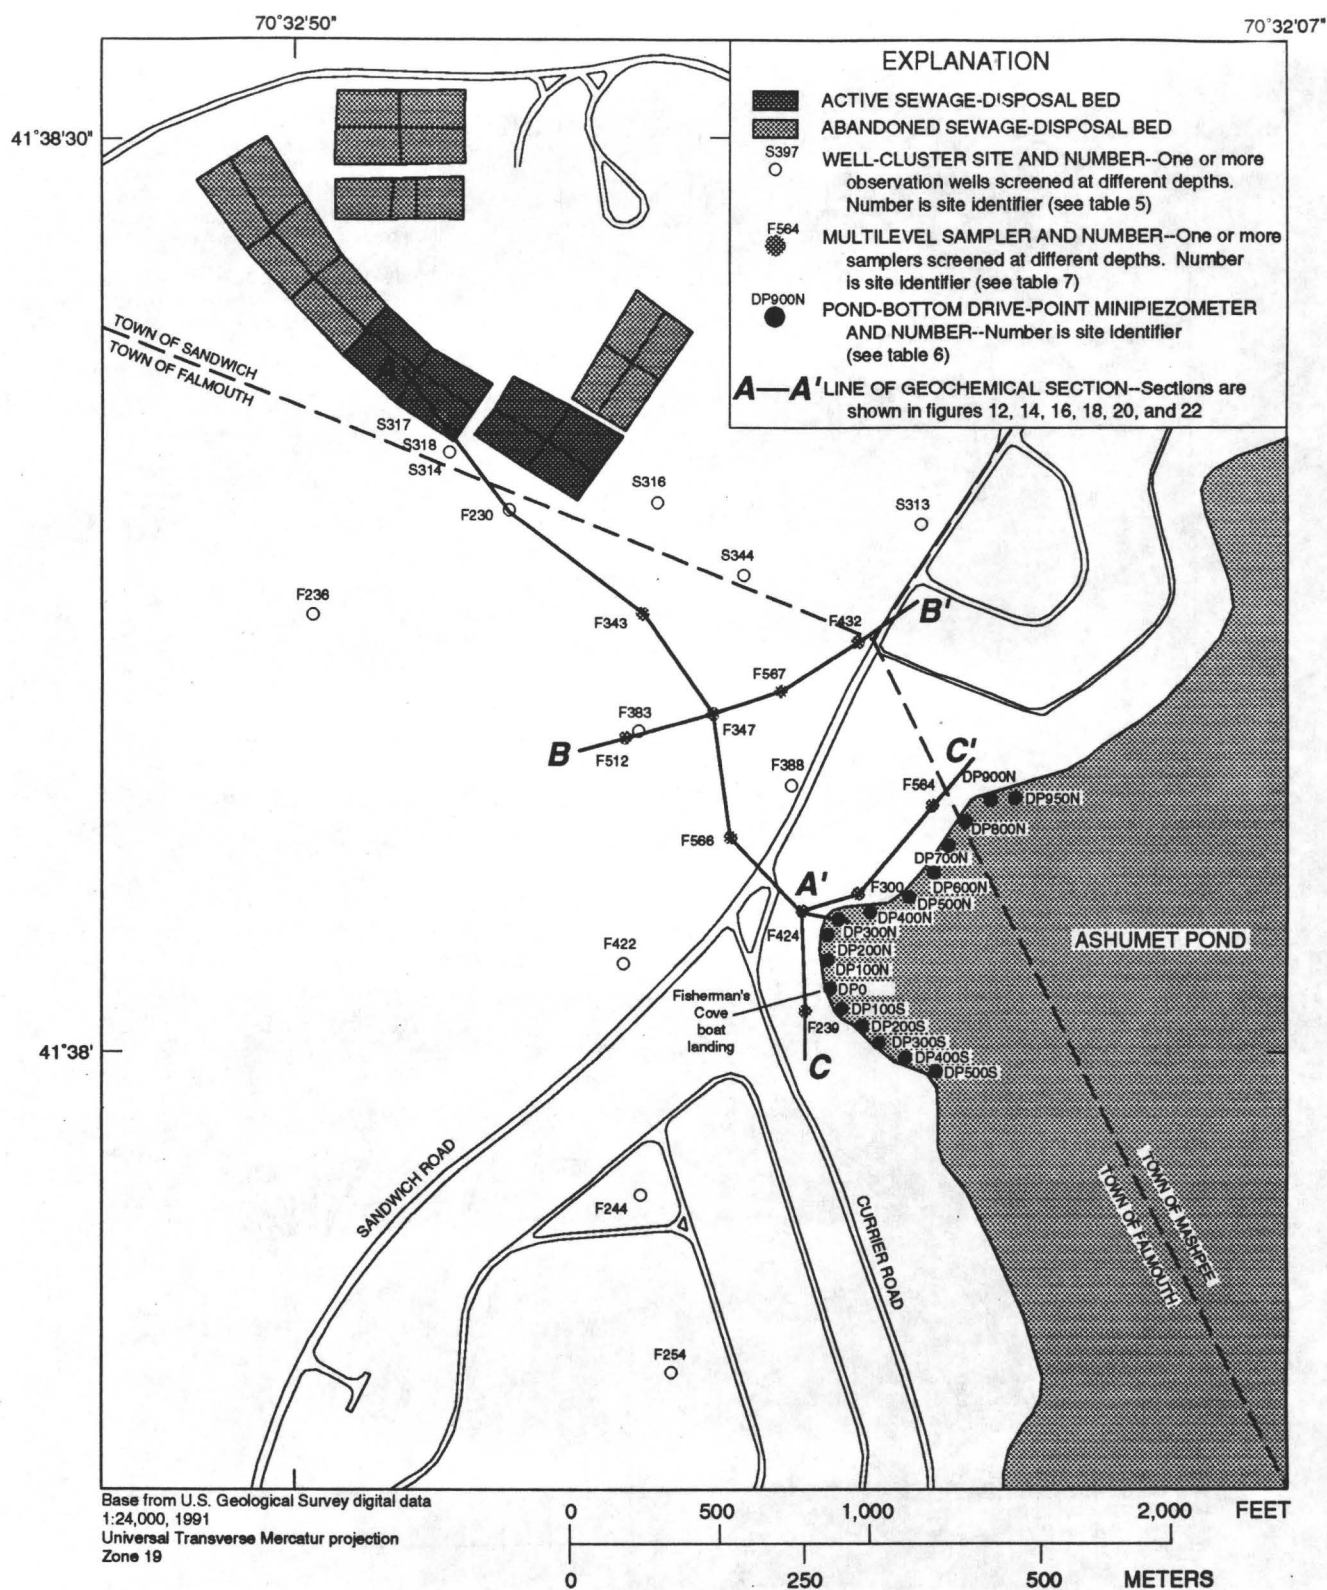 70°32'50"
70°32'07"
41°38'30"
EXPLANATION
ACTIVE SEWAGE-DISPOSAL BED
ABANDONED SEWAGE-DISPOSAL BED
S397
WELL-CLUSTER SITE AND NUMBER--One or more
observation wells screened at different depths.
Number is site identifier (see table 5)
F564
MULTILEVEL SAMPLER AND NUMBER--One or more
samplers screened at different depths. Number
is site identifier (see table 7)
DP900N
POND-BOTTOM DRIVE-POINT MINIPIEZOMETER
AND NUMBER--Number is site identifier
(see table 6)
A—A' LINE OF GEOCHEMICAL SECTION--Sections are
shown in figures 12, 14, 16, 18, 20, and 22
TOWN OF SANDWICH
TOWN OF FALMOUTH
A
S317
S318
S314
F230
S316
S313
S344
F236
F343
F432
B'
F567
F383
F347
B
F512
F388
C'
F564
DP900N
DP950N
DP800N
F566
DP700N
A'
F300
DP600N
DP500N
DP400N
F424
DP300N
ASHUMET POND
F422
DP200N
DP100N
Fisherman's
Cove
boat
landing
DP0
DP100S
F239
DP200S
DP300S
41°38'
C
DP400S
DP500S
SANDWICH ROAD
F244
CURRIER ROAD
TOWN OF MASHPEE
TOWN OF FALMOUTH
F254
Base from U.S. Geological Survey digital data
1:24,000, 1991
Universal Transverse Mercatur projection
Zone 19
0 500 1,000 2,000 FEET
0 250 500 METERS